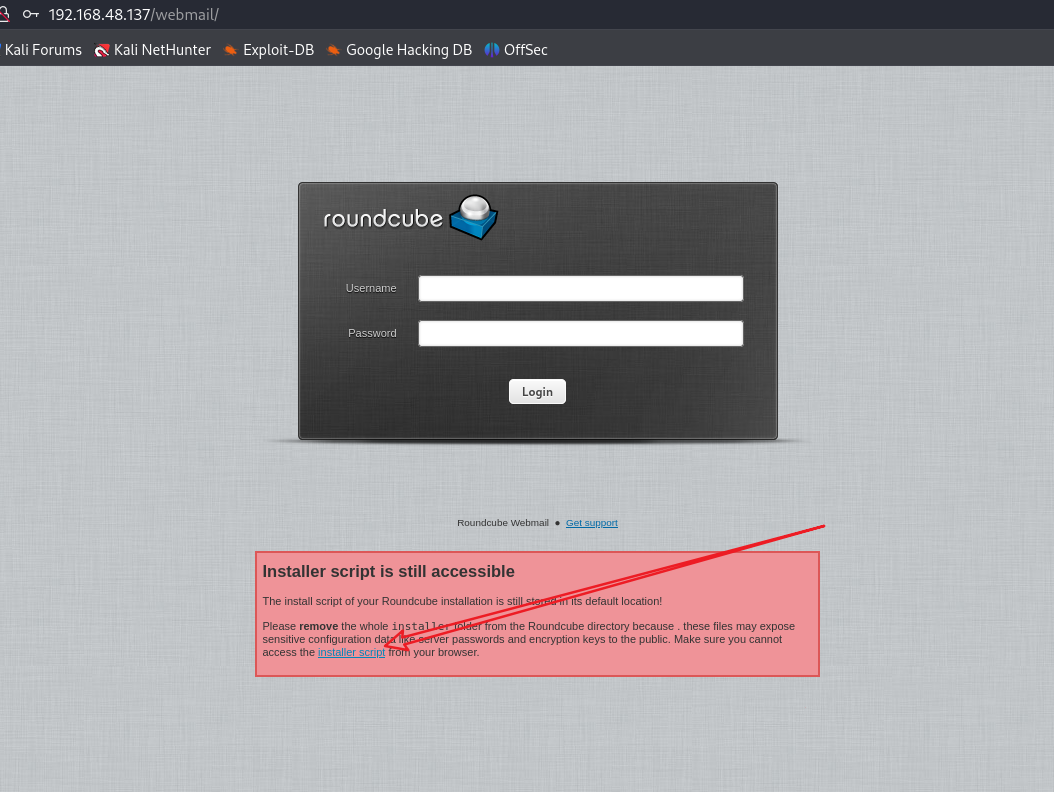 192.168.48.137/webmail/
Kali Forums Kali NetHunter Exploit-DB Google Hacking DB OffSec
roundcube
Username
Password
Login
Roundcube Webmail ● Get support
Installer script is still accessible
The install script of your Roundcube installation is still stored in its default location!
Please remove the whole installer folder from the Roundcube directory because . these files may expose
sensitive configuration data like server passwords and encryption keys to the public. Make sure you cannot
access the installer script from your browser.